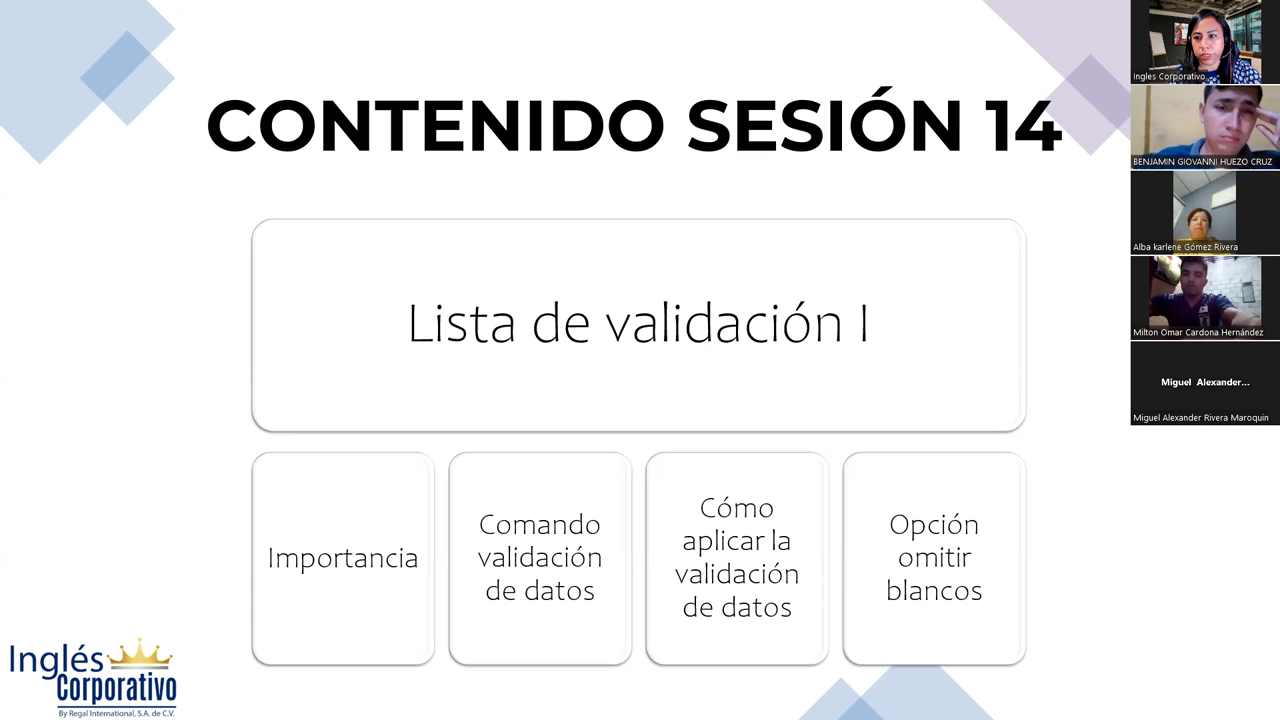 CONTENIDO SESIÓN 14
Lista de validación I
Importancia
Comando
validación
de datos
Cómo
aplicar la
validación
de datos
Opción
omitir
blancos
Inglés
Corporativo
By Regal International, S.A. de C.V.
Ingles Corporativo
BENJAMIN GIOVANNI HUEZO CRUZ
Alba karlene Gómez Rivera
Milton Omar Cardona Hernández
Miguel Alexander...
Miguel Alexander Rivera Maroquin